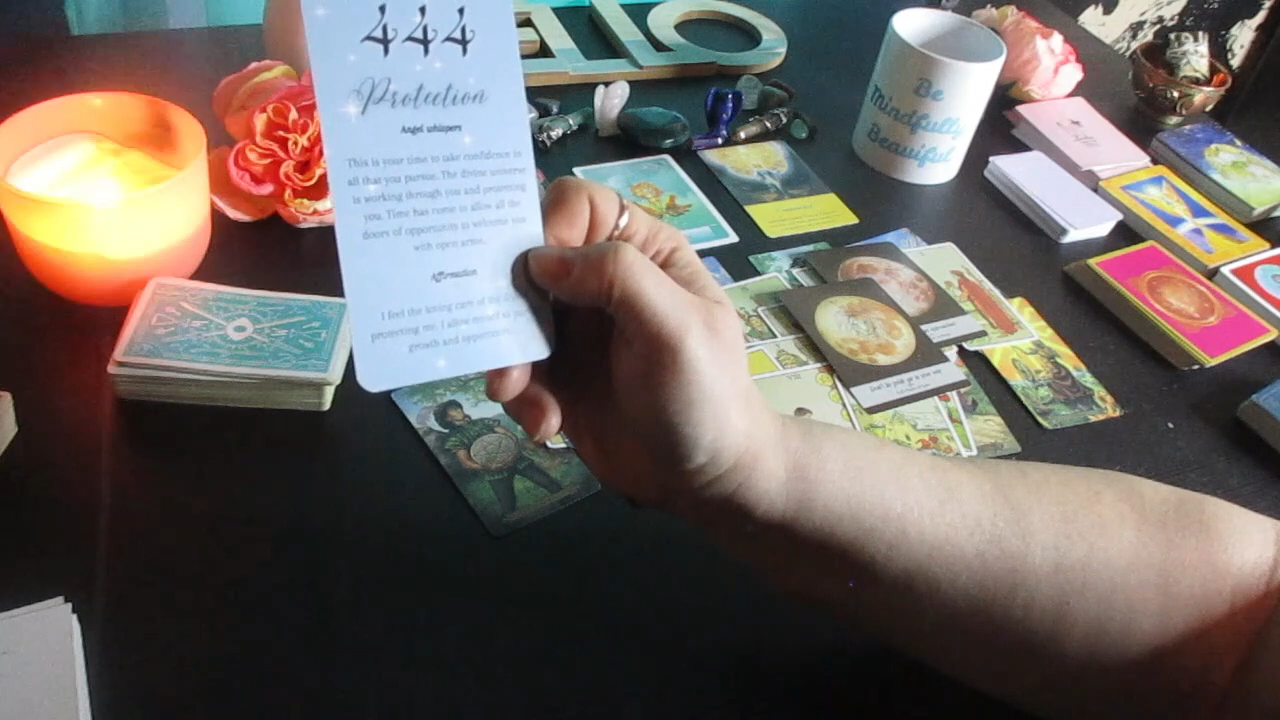 444
Protection
Angel whispers
This is your time to take confidence in
all that you pursue. The divine universe
is working through you and protecting
you. Time has come to allow all the
doors of opportunity to welcome you
with open arms.
Affirmation
I feel the loving care of the
protecting me. I allow myself to
growth and
Be
Mindfully
Beauiful
VIII